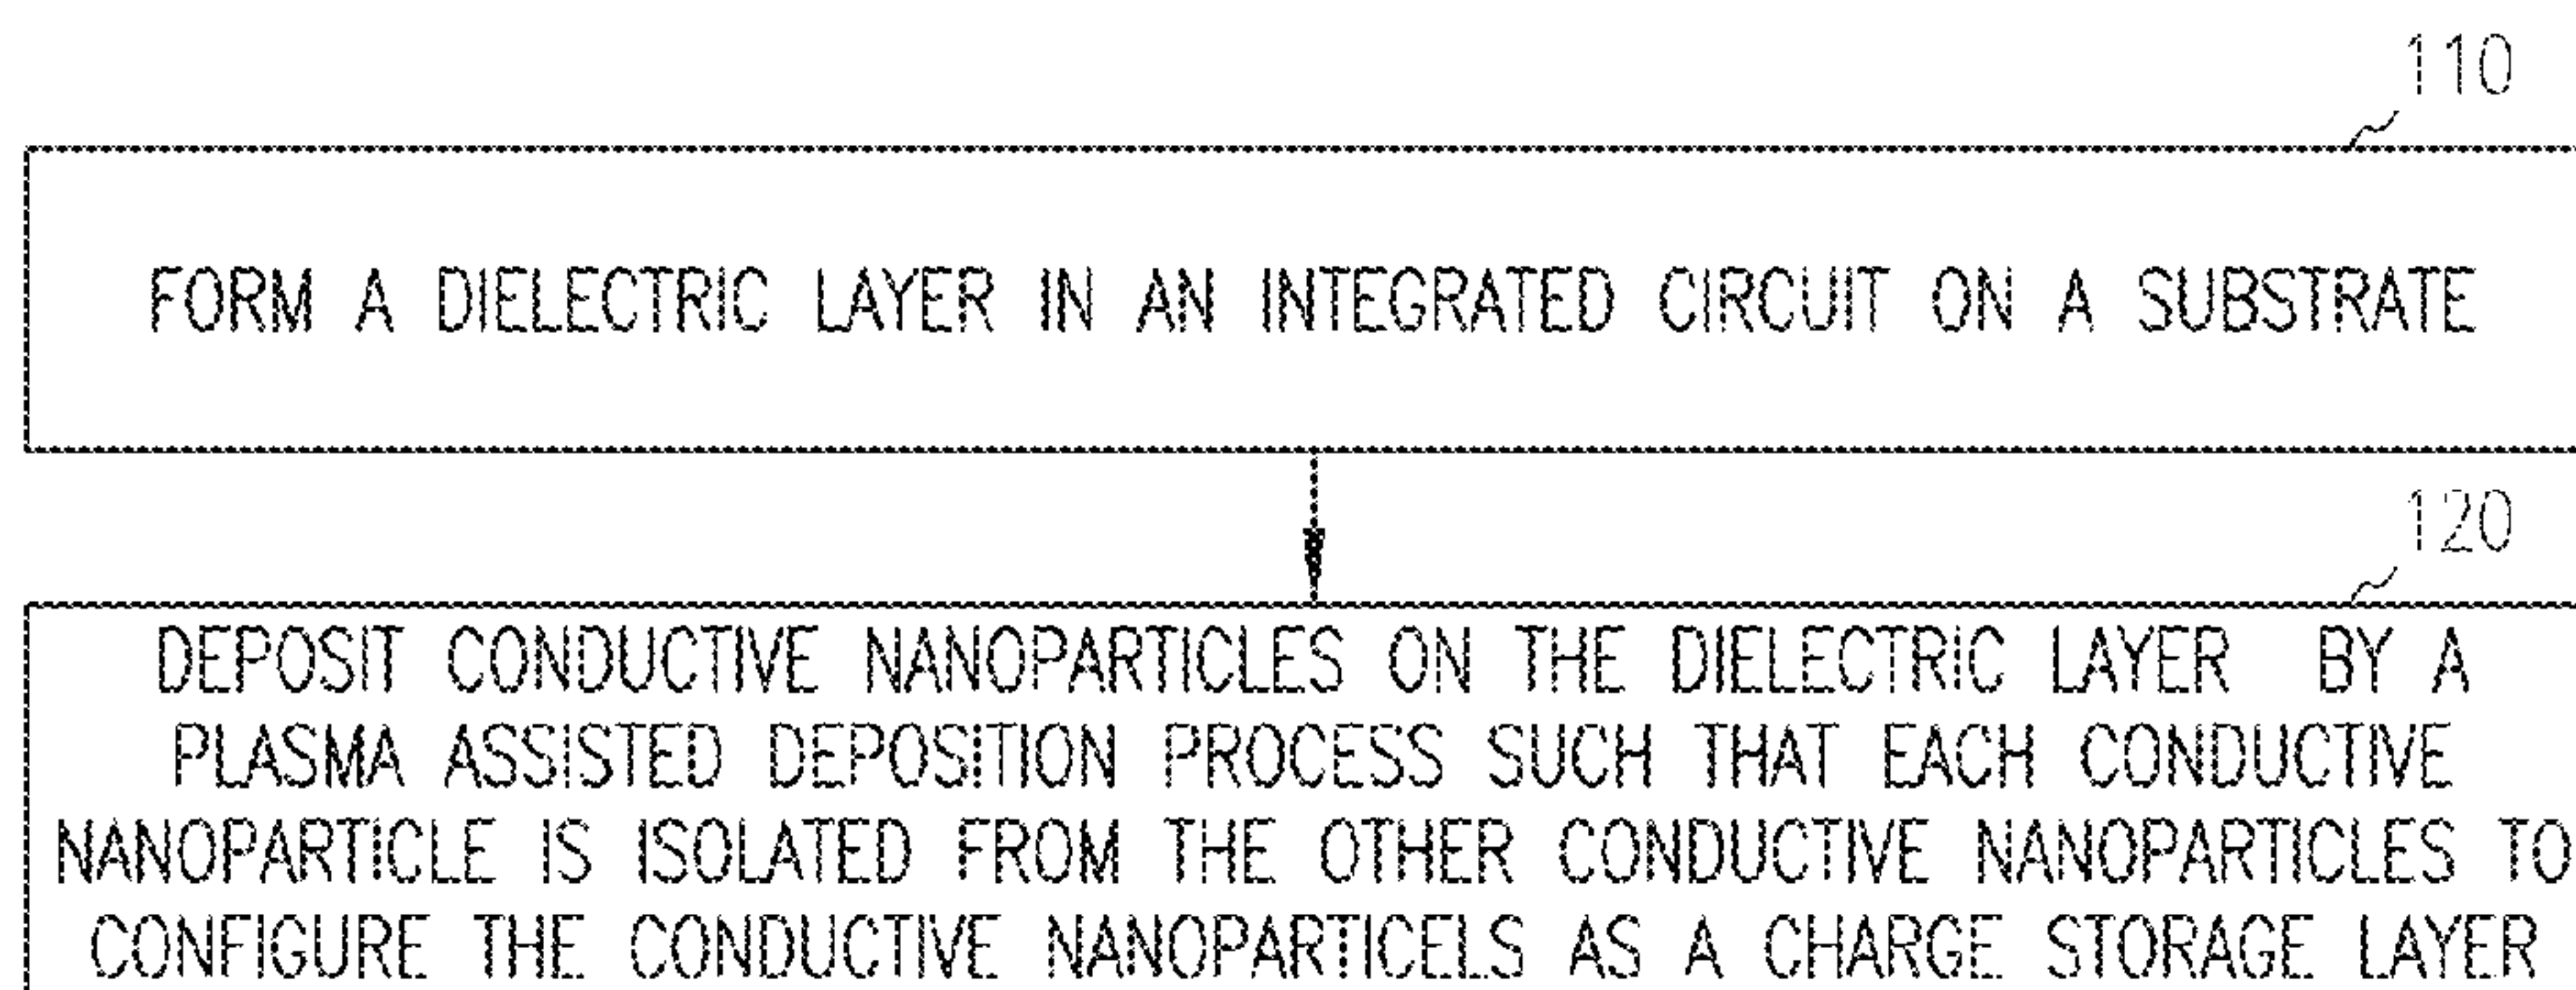 110
FORM A DIELECTRIC LAYER IN AN INTEGRATED CIRCUIT ON A SUBSTRATE
120
DEPOSIT CONDUCTIVE NANOPARTICLES ON THE DIELECTRIC LAYER BY A
PLASMA ASSISTED DEPOSITION PROCESS SUCH THAT EACH CONDUCTIVE
NANOPARTICLE IS ISOLATED FROM THE OTHER CONDUCTIVE NANOPARTICLES TO
CONFIGURE THE CONDUCTIVE NANOPARTICELS AS A CHARGE STORAGE LAYER